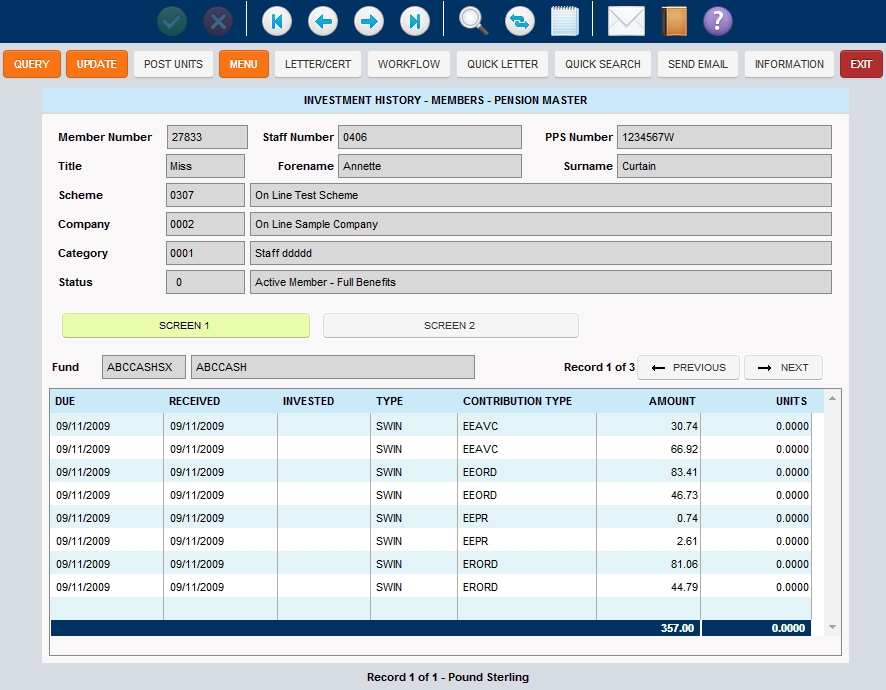 ?
QUERY UPDATE POST UNITS MENU LETTER/CERT WORKFLOW QUICK LETTER QUICK SEARCH SEND EMAIL INFORMATION EXIT
INVESTMENT HISTORY - MEMBERS - PENSION MASTER
Member Number 27833 Staff Number 0406 PPS Number 1234567W
Title Miss Forename Annette Surname Curtain
Scheme 0307 On Line Test Scheme
Company 0002 On Line Sample Company
Category 0001 Staff ddddd
Status 0 Active Member - Full Benefits
SCREEN 1 SCREEN 2
Fund ABCCASHSX ABCCASH Record 1 of 3 PREVIOUS NEXT
DUE RECEIVED INVESTED TYPE CONTRIBUTION TYPE AMOUNT UNITS
09/11/2009 09/11/2009 SWIN EEAVC 30.74 0.0000
09/11/2009 09/11/2009 SWIN EEAVC 66.92 0.0000
09/11/2009 09/11/2009 SWIN EEORD 83.41 0.0000
09/11/2009 09/11/2009 SWIN EEORD 46.73 0.0000
09/11/2009 09/11/2009 SWIN EEPR 0.74 0.0000
09/11/2009 09/11/2009 SWIN EEPR 2.61 0.0000
09/11/2009 09/11/2009 SWIN ERORD 81.06 0.0000
09/11/2009 09/11/2009 SWIN ERORD 44.79 0.0000
357.00 0.0000
Record 1 of 1 - Pound Sterling